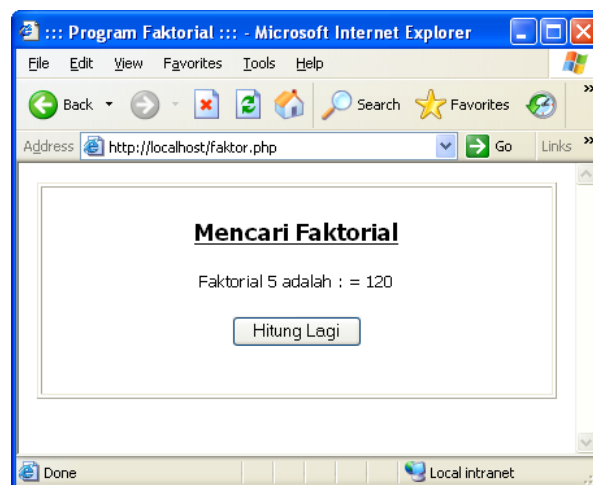 ::: Program Faktorial ::: - Microsoft Internet Explorer
File Edit View Favorites Tools Help
Back Search Favorites »
Address http://localhost/faktor.php Go Links »
Mencari Faktorial
Faktorial 5 adalah : = 120
Hitung Lagi
Done Local intranet